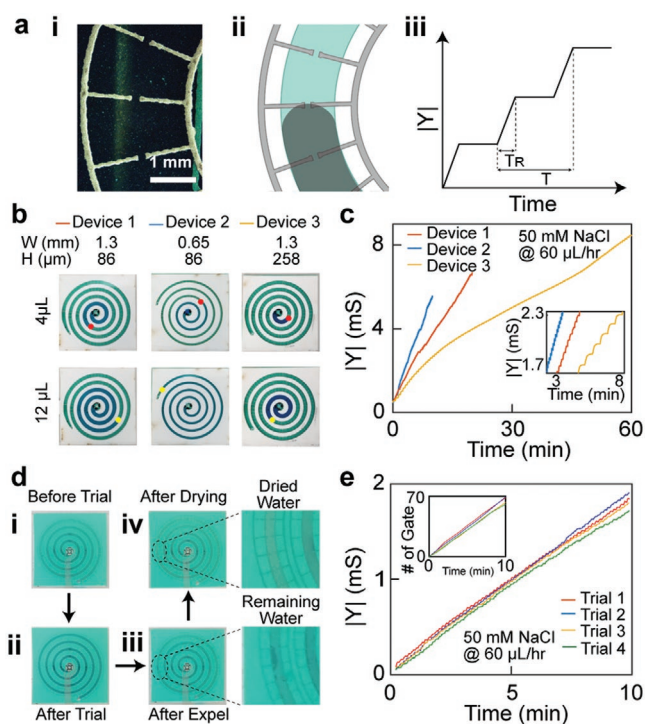 a
i
ii
iii
1 mm
|Y|
TR
T
Time
b
Device 1 Device 2 Device 3
W (mm) 1.3 0.65 1.3
H (µm) 86 86 258
4µL
12 µL
c
Device 1
Device 2
Device 3
50 mM NaCl
@ 60 µL/hr
|Y| (mS)
8
4
0
0 30 60
Time (min)
|Y| (mS)
2.3
1.7
3 8
Time (min)
d
Before Trial
After Drying
Dried
Water
i
iv
ii
iii
Remaining
Water
After Trial
After Expel
e
|Y| (mS)
2
1
0
0 5 10
Time (min)
# of Gate
70
0
0 10
Time (min)
50 mM NaCl
@ 60 µL/hr
Trial 1
Trial 2
Trial 3
Trial 4